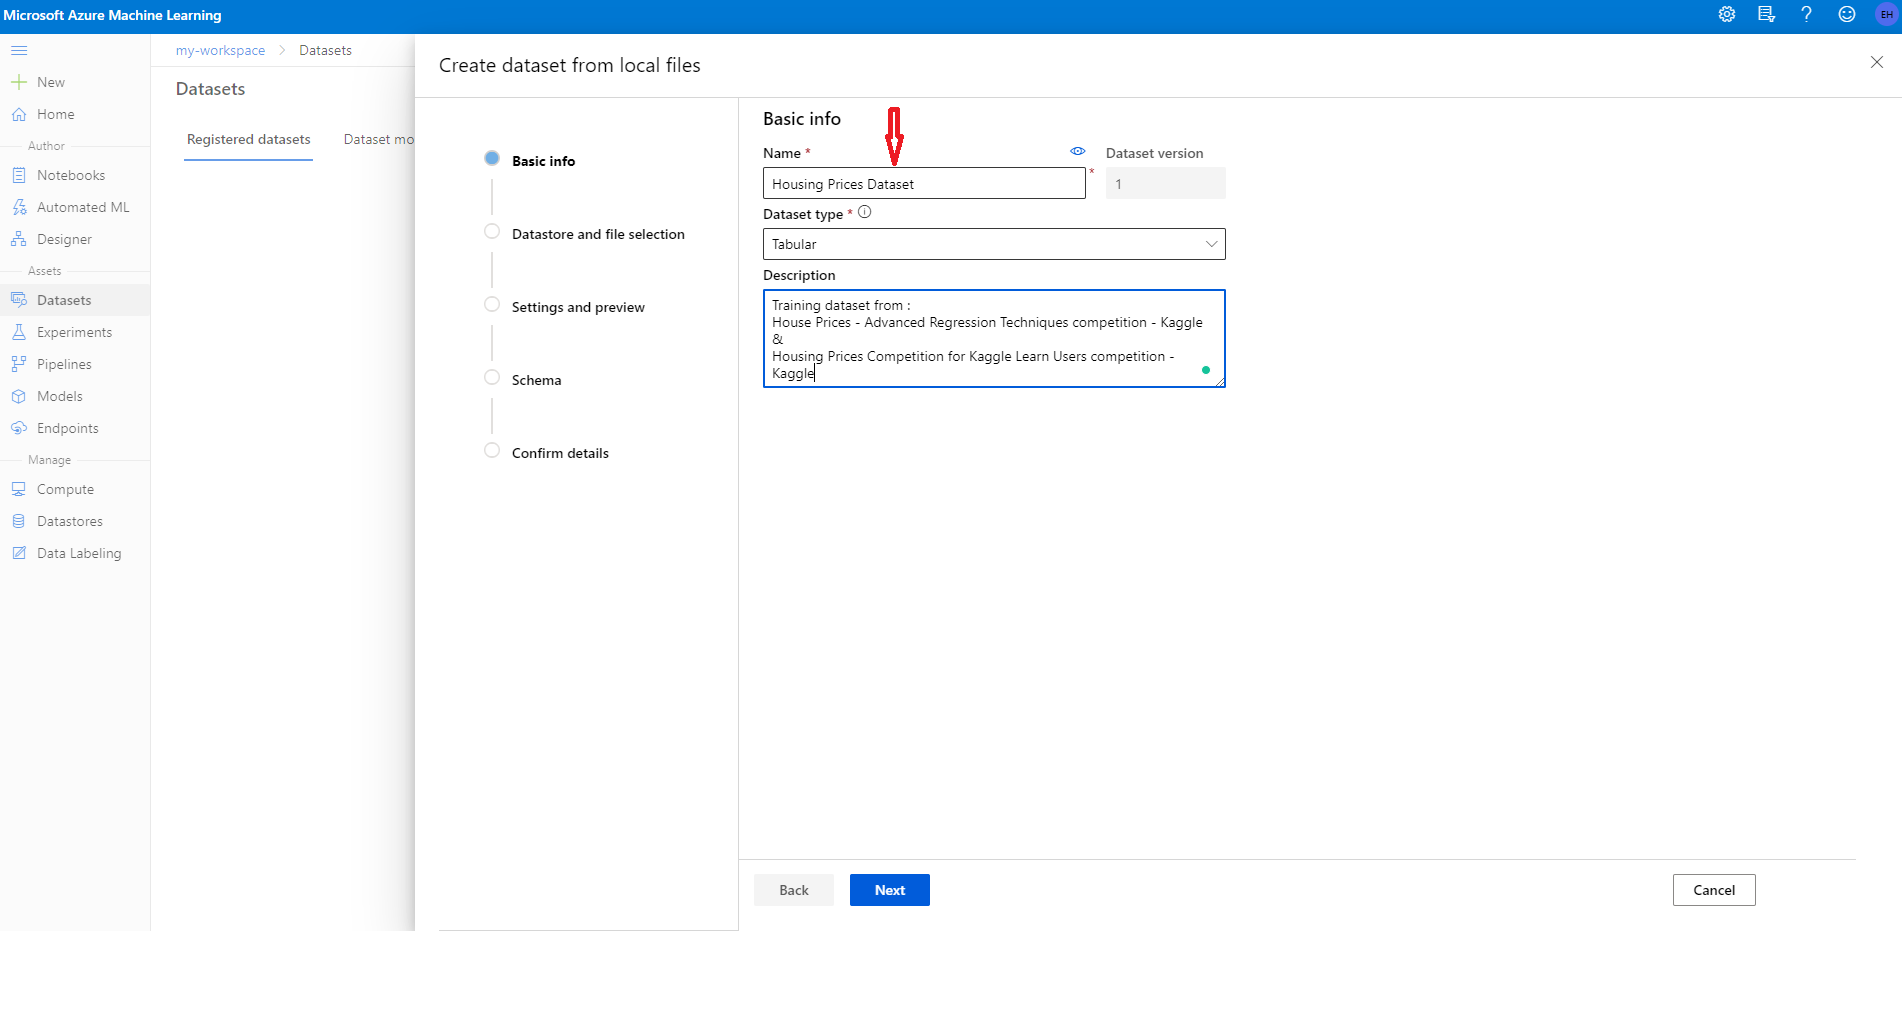 Microsoft Azure Machine Learning
EH
New
Home
Author
Notebooks
Automated ML
Designer
Assets
Datasets
Experiments
Pipelines
Models
Endpoints
Manage
Compute
Datastores
Data Labeling
my-workspace > Datasets
Datasets
Registered datasets
Dataset mo
Create dataset from local files
Basic info
Datastore and file selection
Settings and preview
Schema
Confirm details
Basic info
Name *
Dataset version
Housing Prices Dataset
*
1
Dataset type *
Tabular
Description
Training dataset from :
House Prices - Advanced Regression Techniques competition - Kaggle
&
Housing Prices Competition for Kaggle Learn Users competition -
Kaggle
Back
Next
Cancel